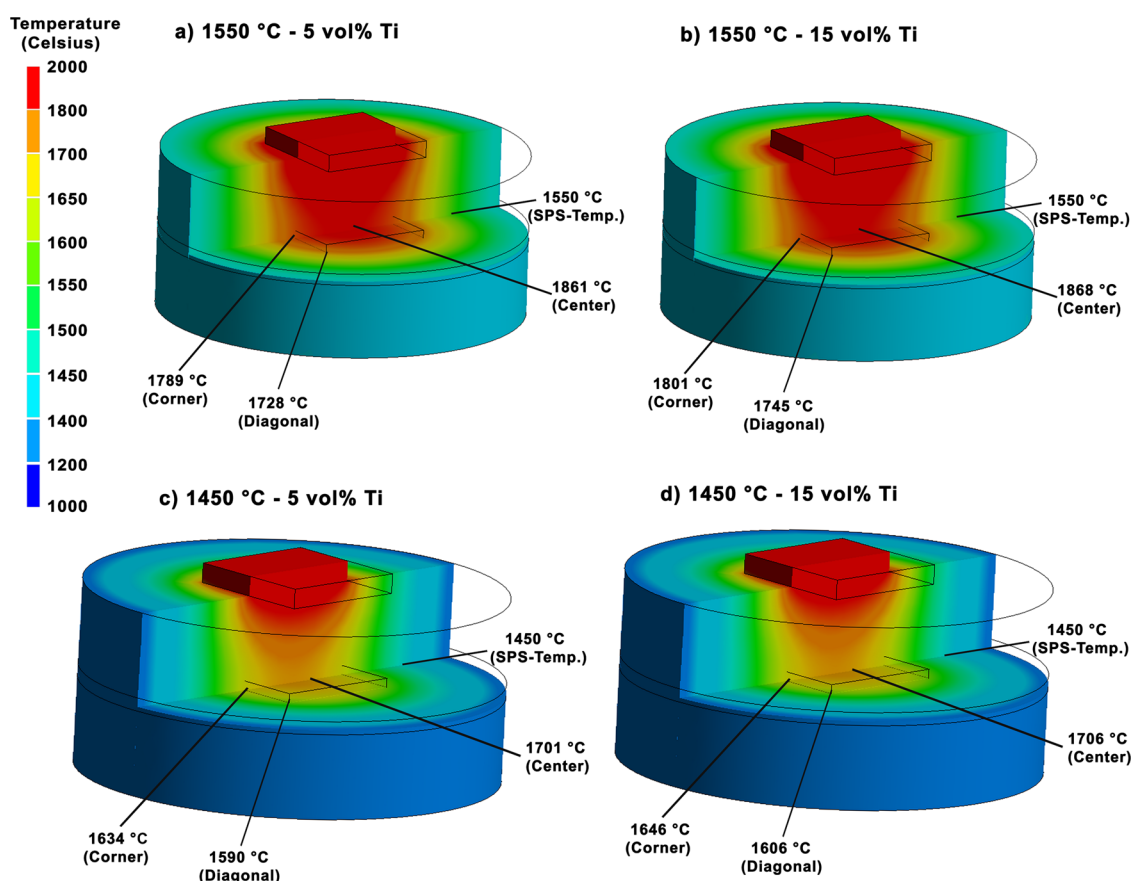 Temperature
(Celsius)
2000
1800
1700
1650
1600
1550
1500
1450
1400
1200
1000
a) 1550 °C - 5 vol% Ti
1550 °C
(SPS-Temp.)
1861 °C
(Center)
1789 °C
(Corner)
1728 °C
(Diagonal)
b) 1550 °C - 15 vol% Ti
1550 °C
(SPS-Temp.)
1868 °C
(Center)
1801 °C
(Corner)
1745 °C
(Diagonal)
c) 1450 °C - 5 vol% Ti
1450 °C
(SPS-Temp.)
1701 °C
(Center)
1634 °C
(Corner)
1590 °C
(Diagonal)
d) 1450 °C - 15 vol% Ti
1450 °C
(SPS-Temp.)
1706 °C
(Center)
1646 °C
(Corner)
1606 °C
(Diagonal)